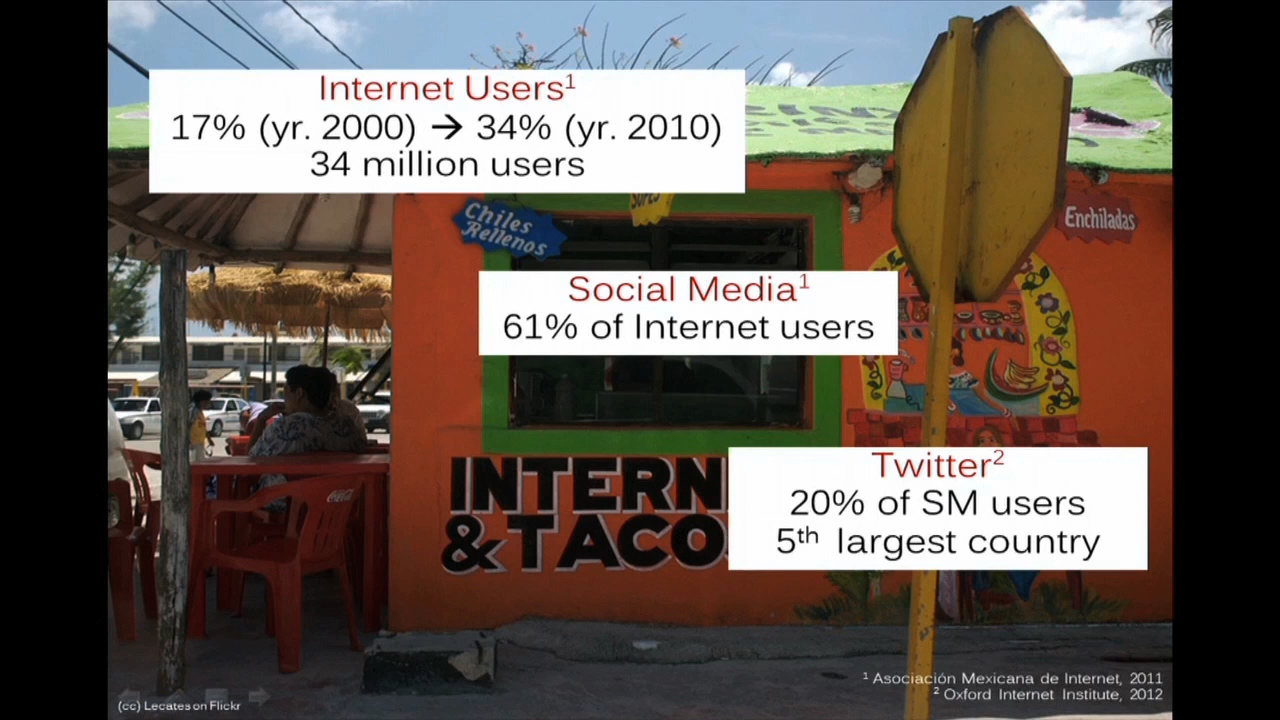 Internet Users¹
17% (yr. 2000) → 34% (yr. 2010)
34 million users
Chiles
Rellenos
Enchiladas
Social Media¹
61% of Internet users
INTERN
& TACO
Coca-Cola
Twitter²
20% of SM users
5th largest country
¹ Asociación Mexicana de Internet, 2011
² Oxford Internet Institute, 2012
(cc) Lecates on Flickr